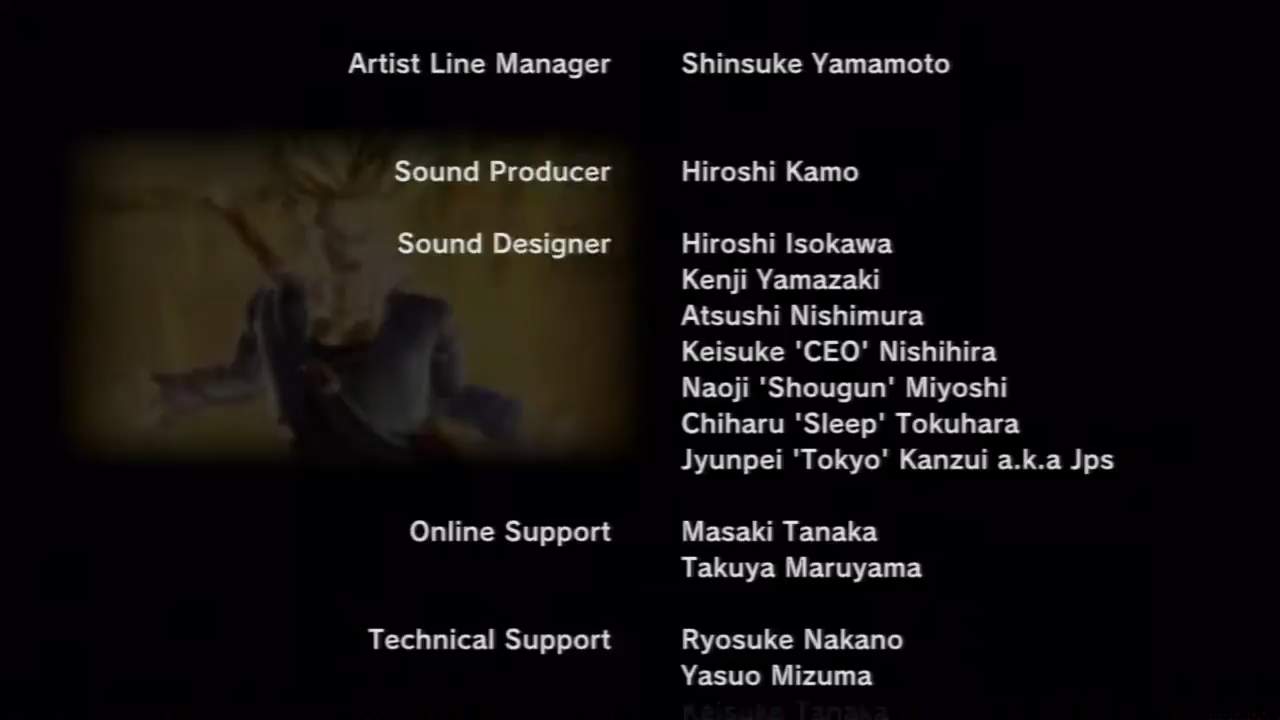 Artist Line Manager Shinsuke Yamamoto
Sound Producer Hiroshi Kamo
Sound Designer Hiroshi Isokawa
Kenji Yamazaki
Atsushi Nishimura
Keisuke 'CEO' Nishihira
Naoji 'Shougun' Miyoshi
Chiharu 'Sleep' Tokuhara
Jyunpei 'Tokyo' Kanzui a.k.a Jps
Online Support Masaki Tanaka
Takuya Maruyama
Technical Support Ryosuke Nakano
Yasuo Mizuma
Keisuke Tanaka